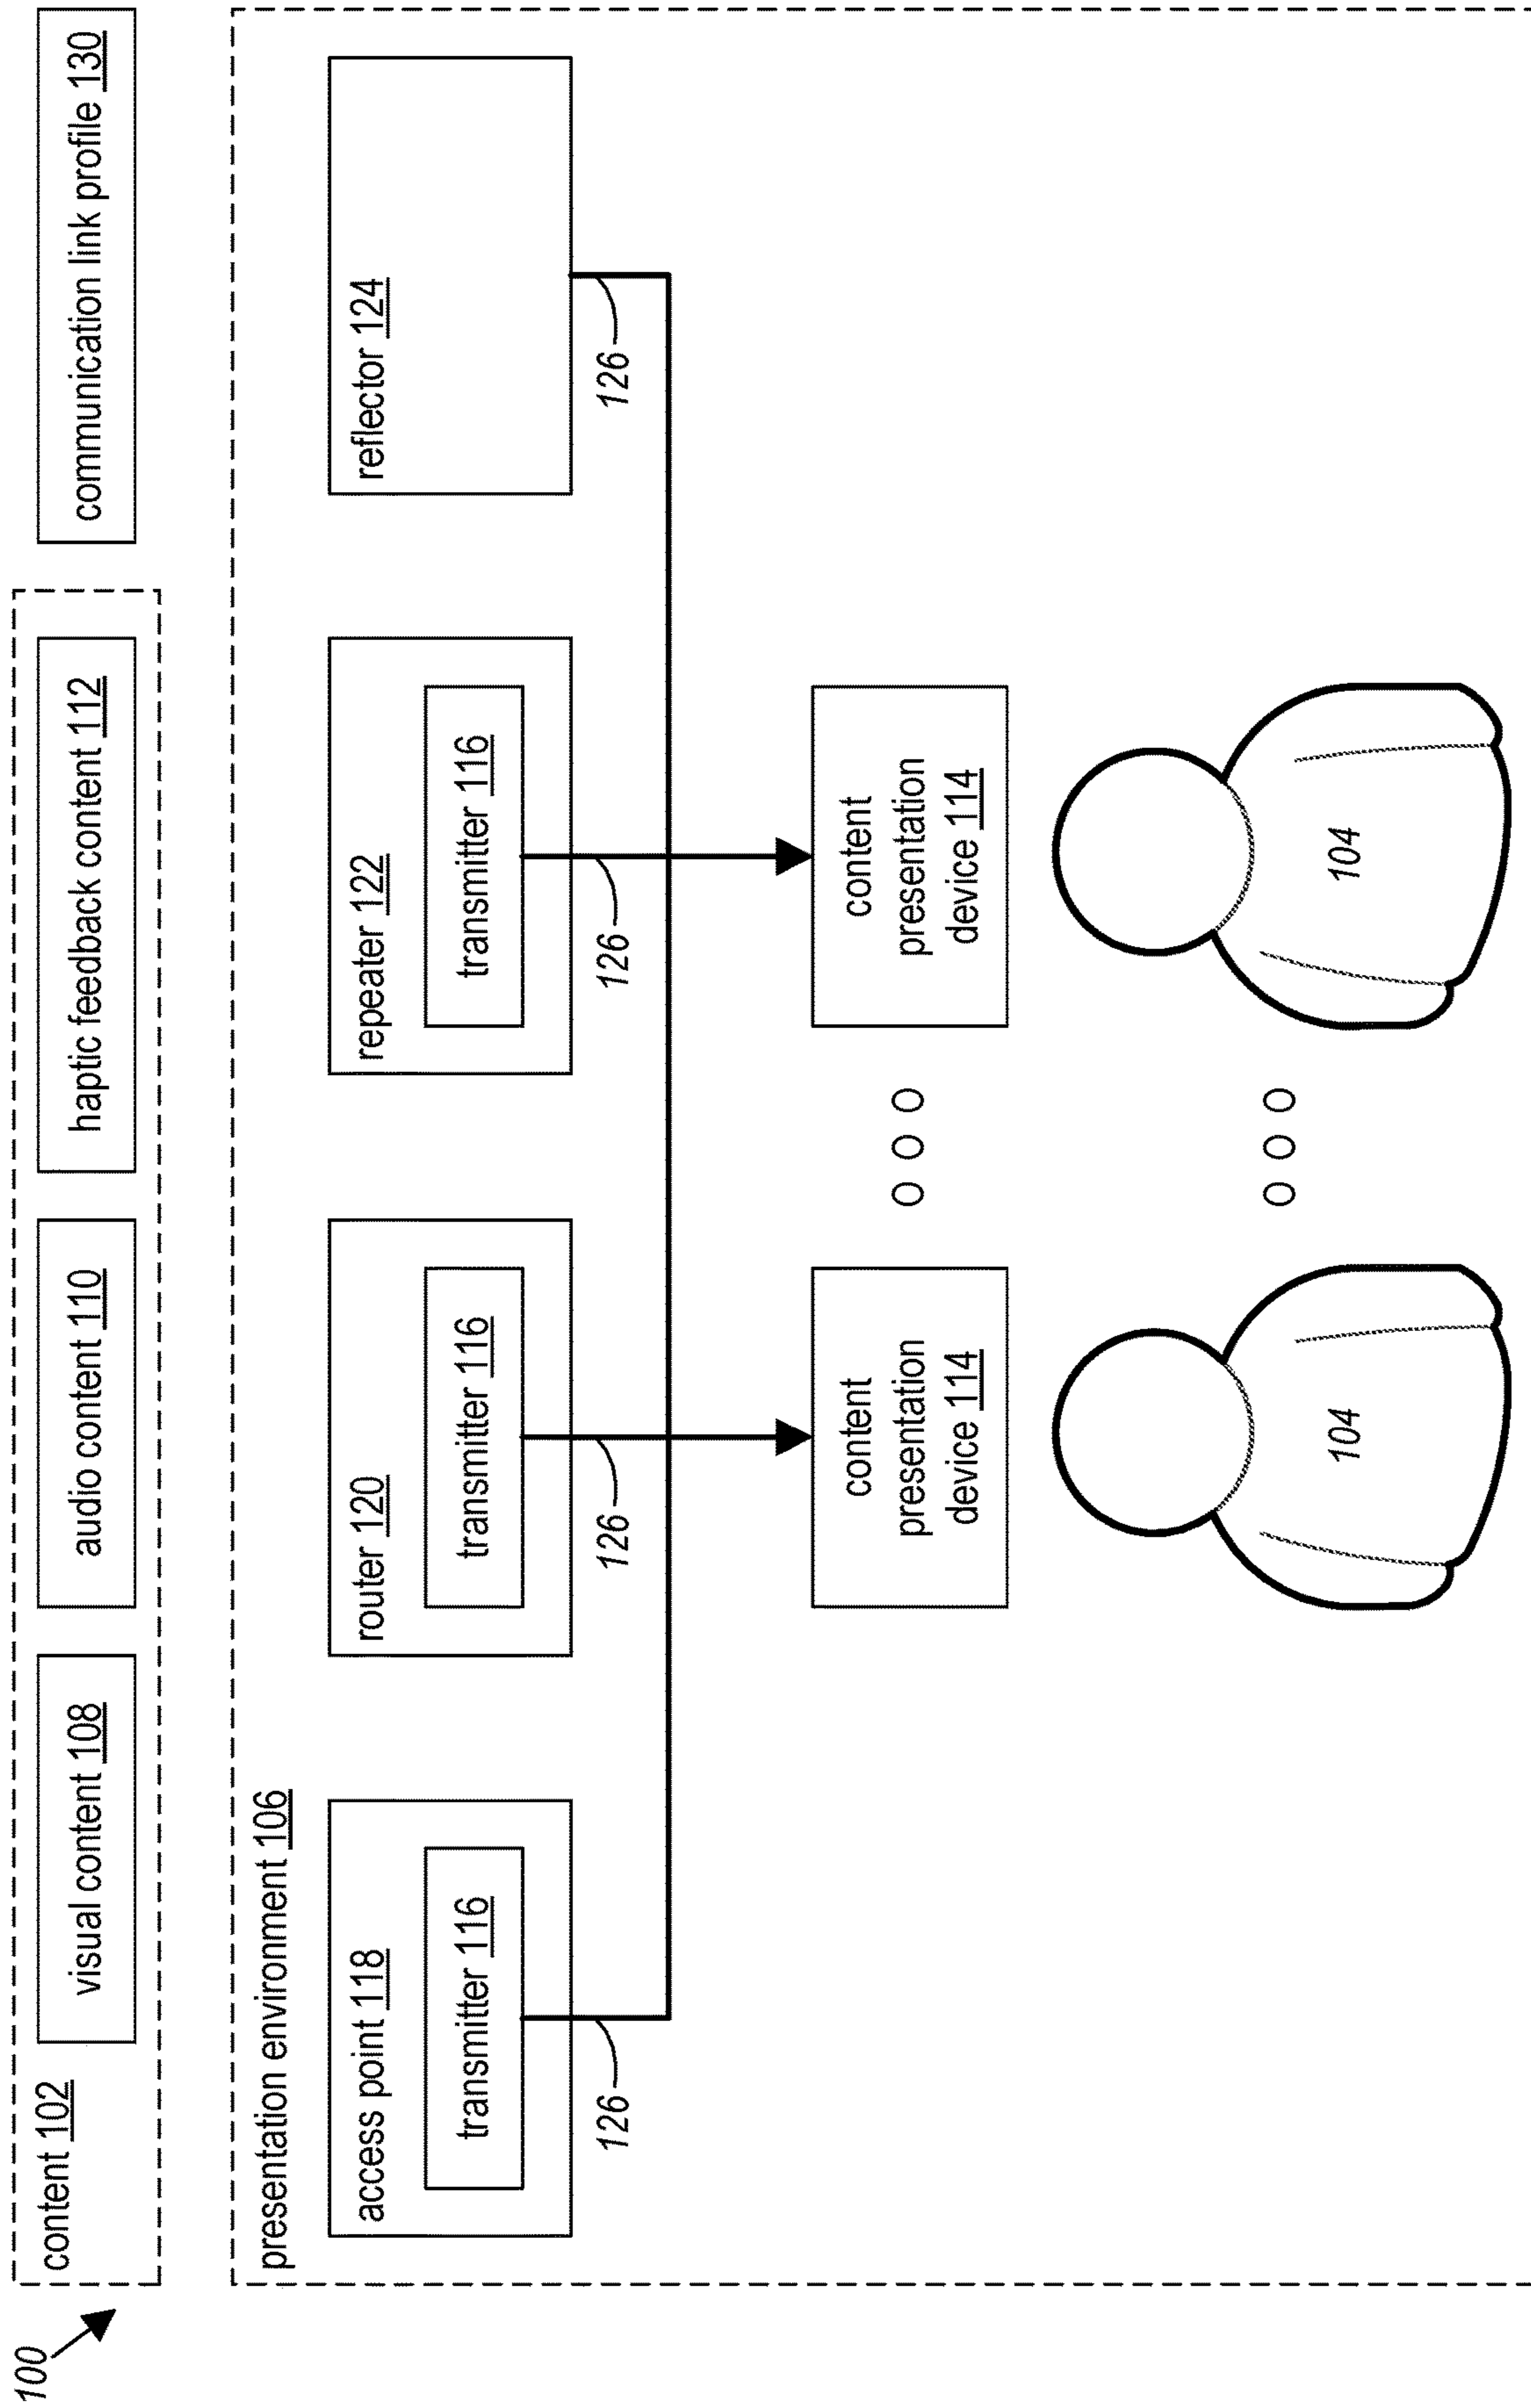 100
content 102
visual content 108
audio content 110
haptic feedback content 112
communication link profile 130
presentation environment 106
access point 118
transmitter 116
router 120
transmitter 116
repeater 122
transmitter 116
reflector 124
126
126
126
126
content
presentation
device 114
content
presentation
device 114
104
104